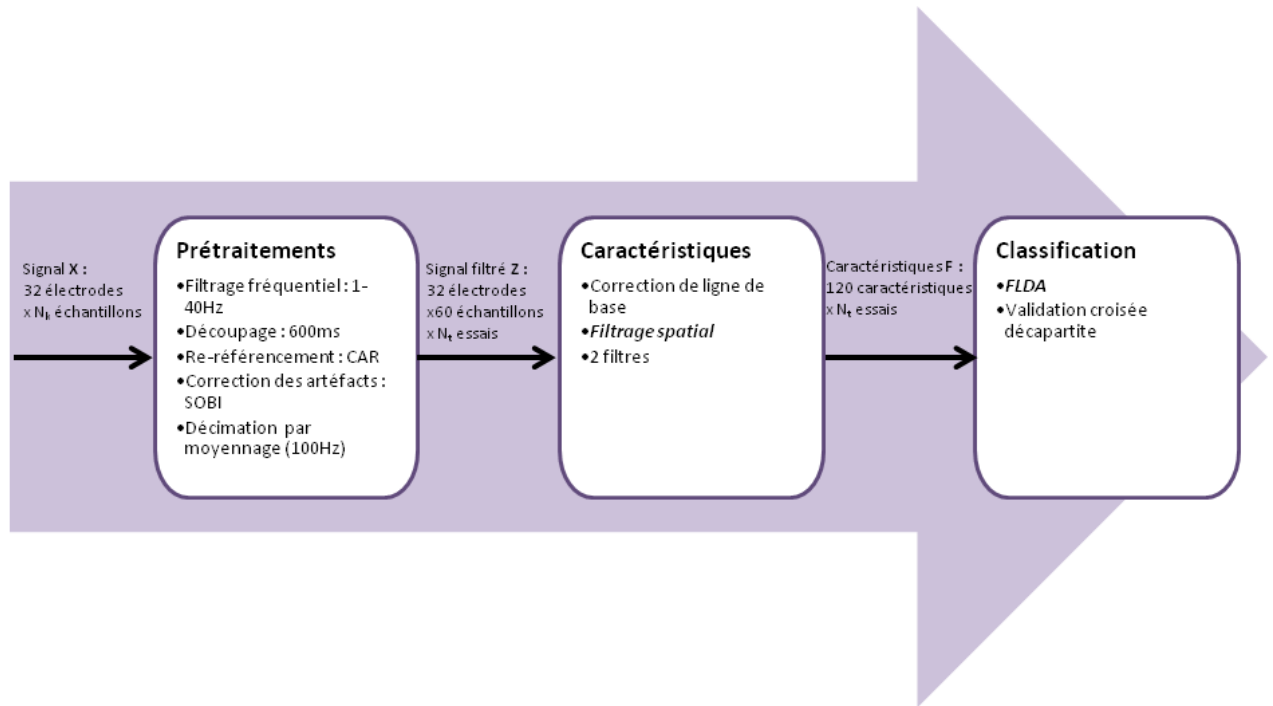 Signal X :
32 électrodes
x Nₖ échantillons
Prétraitements
•Filtrage fréquentiel : 1-
40Hz
•Découpage : 600ms
•Re-référencement : CAR
•Correction des artéfacts :
SOBI
•Décimation par
moyennage (100Hz)
Signal filtré Z :
32 électrodes
x60 échantillons
x Nₜ essais
Caractéristiques
•Correction de ligne de
base
•Filtrage spatial
•2 filtres
Caractéristiques F :
120 caractéristiques
x Nₜ essais
Classification
•FLDA
•Validation croisée
décapartite